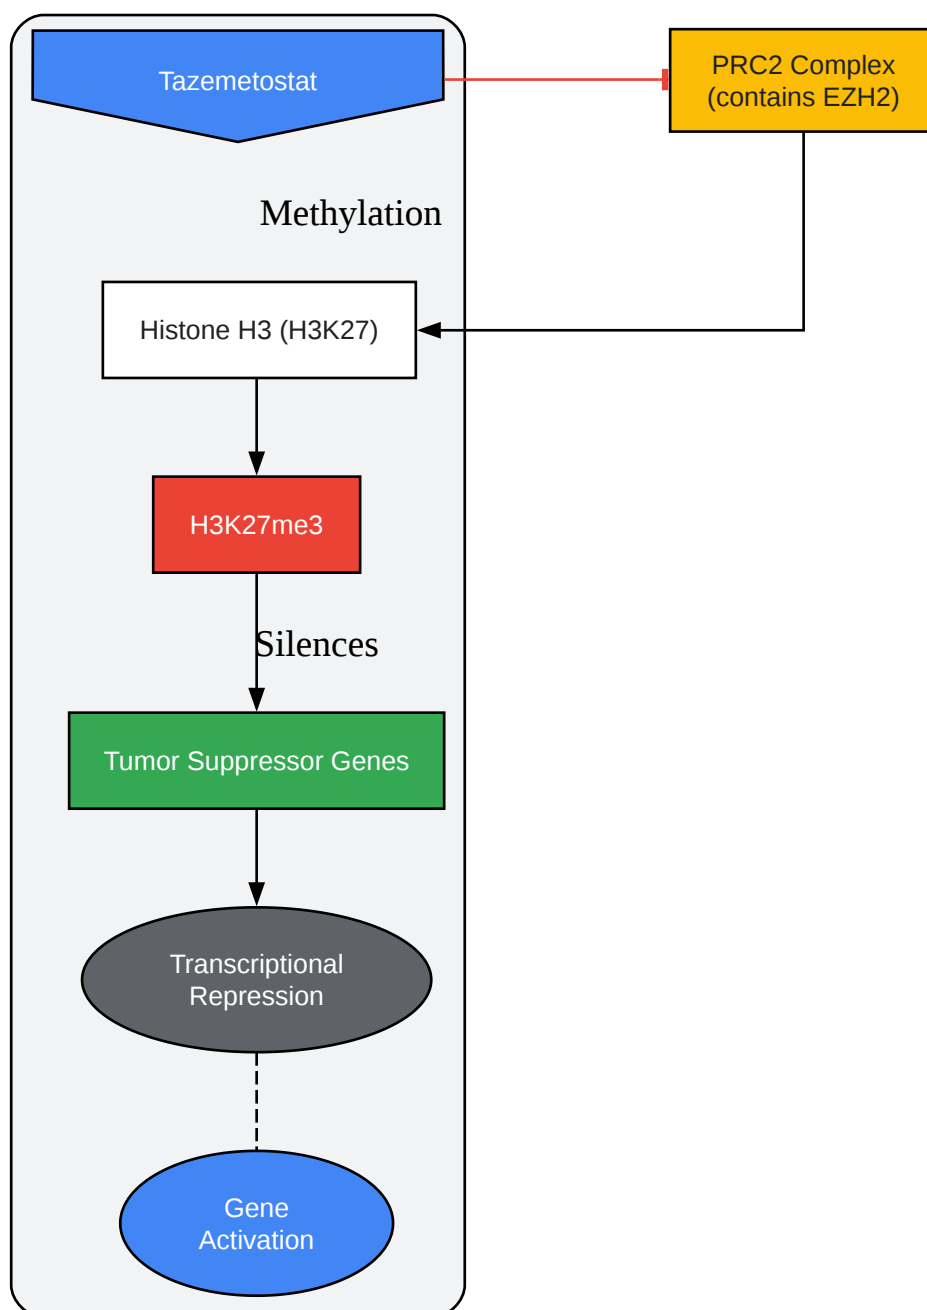 Tazemetostat
PRC2 Complex
(contains EZH2)
Methylation
Histone H3 (H3K27)
H3K27me3
Silences
Tumor Suppressor Genes
Transcriptional
Repression
Gene
Activation